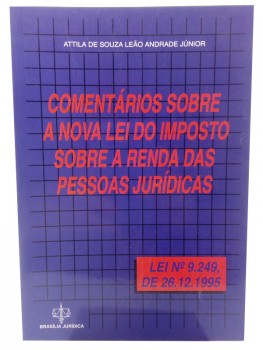 ATTILA DE SOUZA LEÃO ANDRADE JÚNIOR
COMENTÁRIOS SOBRE
A NOVA LEI DO IMPOSTO
SOBRE A RENDA DAS
PESSOAS JURÍDICAS
LEI Nº 9.249,
DE 26.12.1995
BRASÍLIA JURÍDICA